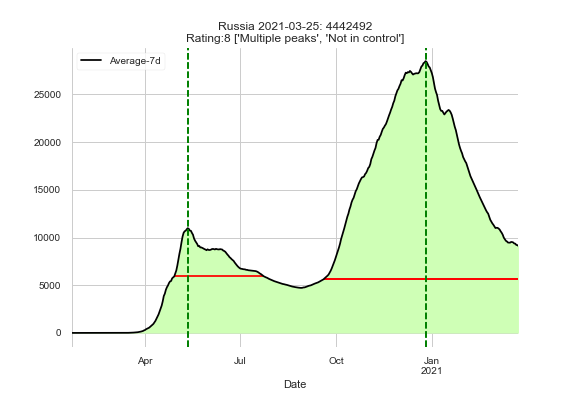 Russia 2021-03-25: 4442492
Rating:8 ['Multiple peaks', 'Not in control']
Average-7d
25000
20000
15000
10000
5000
0
Apr
Jul
Oct
Jan
2021
Date